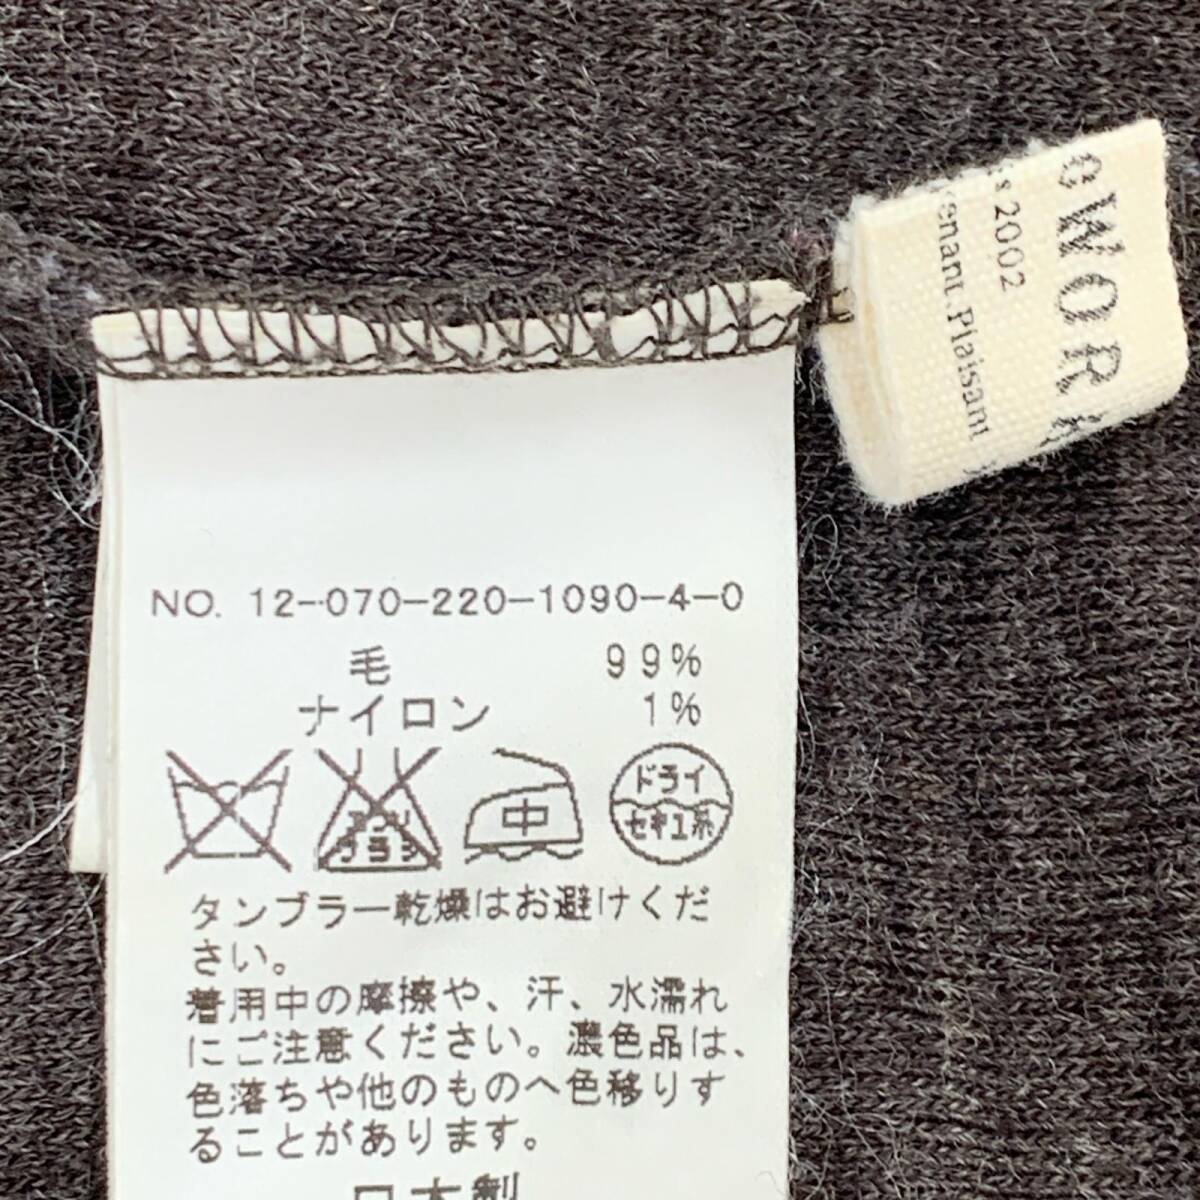 NO. 12-070-220-1090-4-0
毛 99%
ナイロン 1%
中
ドライ
セキユ系
タンブラー乾燥はお避けくだ
さい。
着用中の摩擦や、汗、水濡れ
にご注意ください。濃色品は、
色落ちや他のものへ色移りす
ることがあります。
日本製
2002
Plaisant